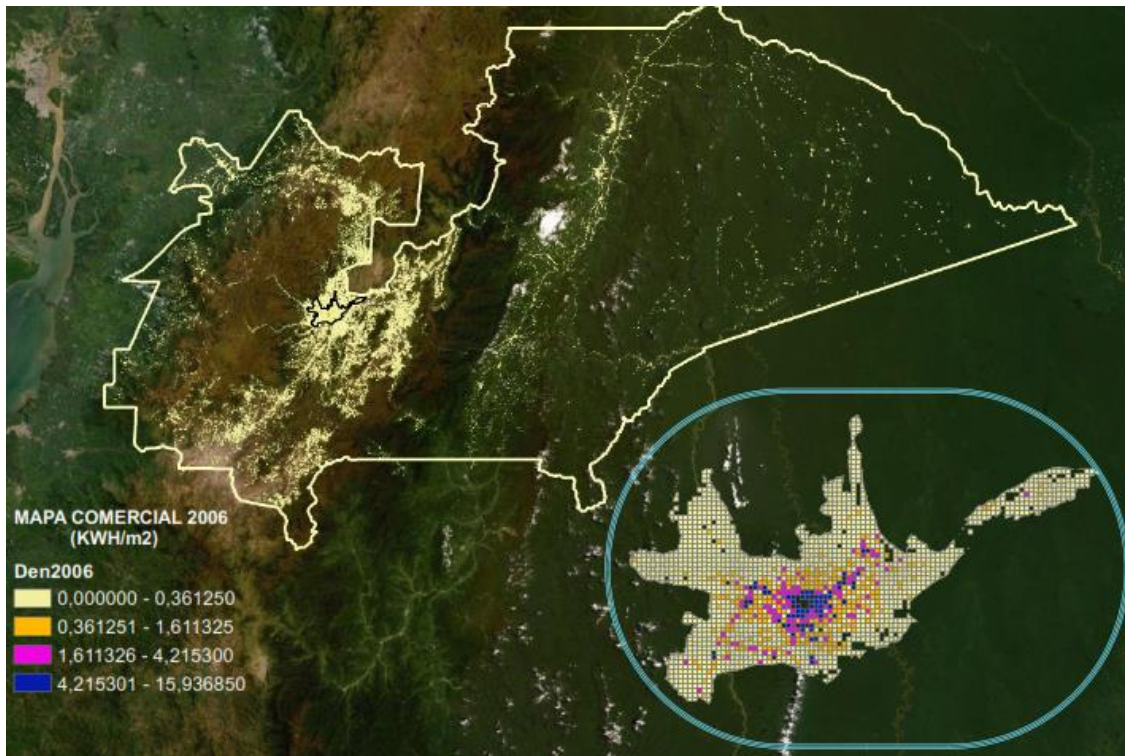 MAPA COMERCIAL 2006
(KWH/m2)
Den2006
0,000000 - 0,361250
0,361251 - 1,611325
1,611326 - 4,215300
4,215301 - 15,936850